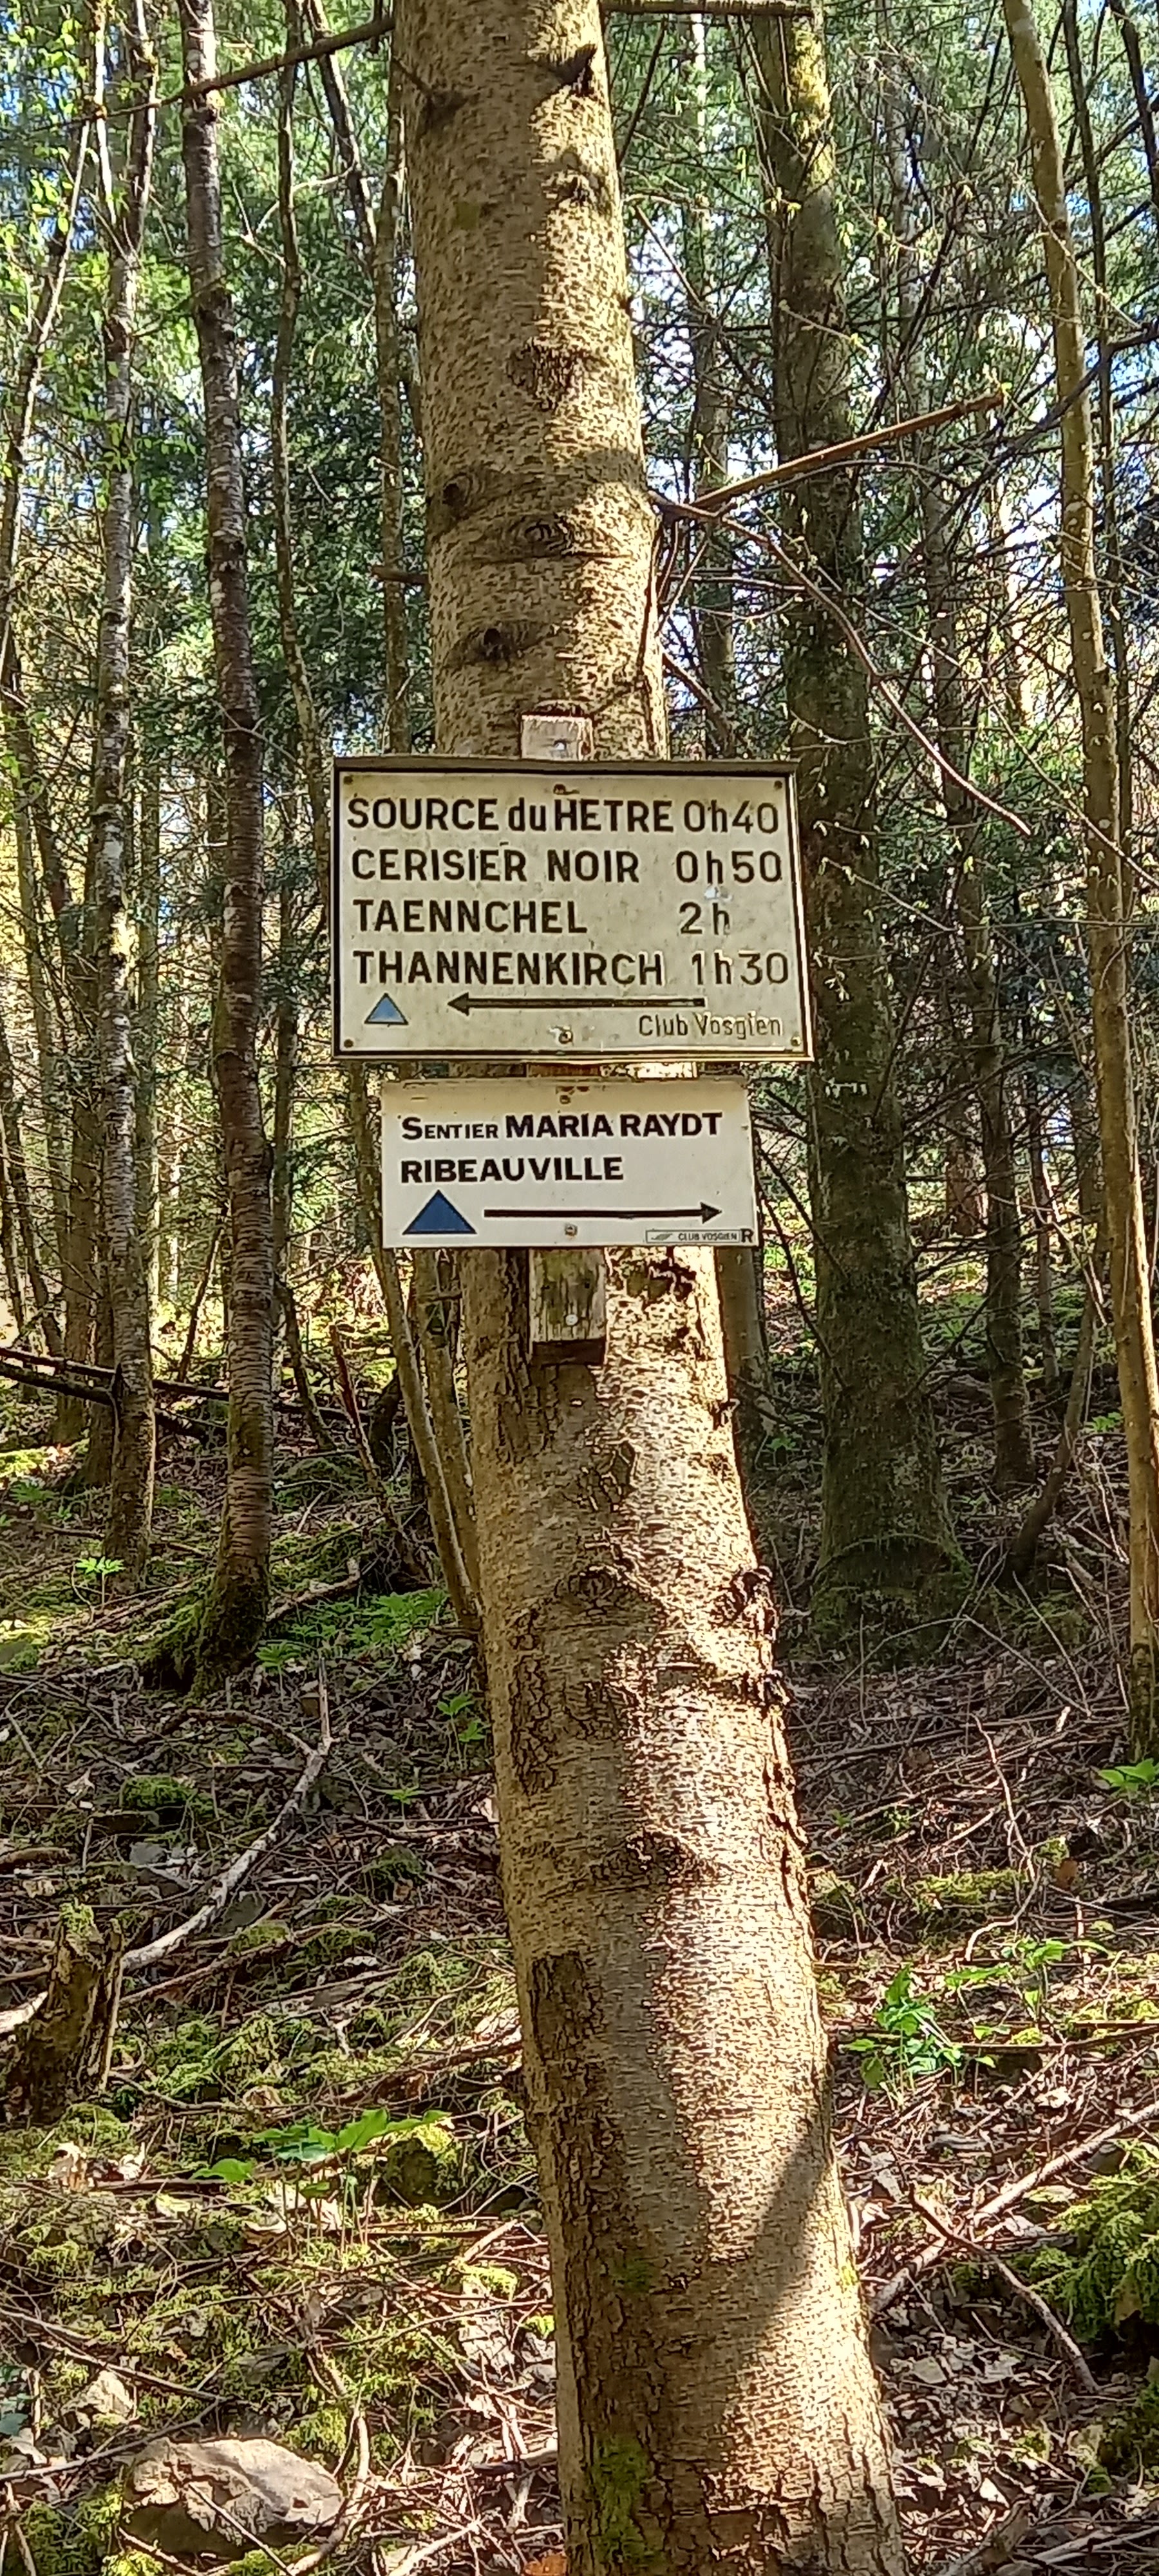 SOURCE du HETRE 0h40
CERISIER NOIR 0h50
TAENNCHEL 2h
THANNENKIRCH 1h30
Club Vosgien
SENTIER MARIA RAYDT
RIBEAUVILLE
CLUB VOSGIEN R